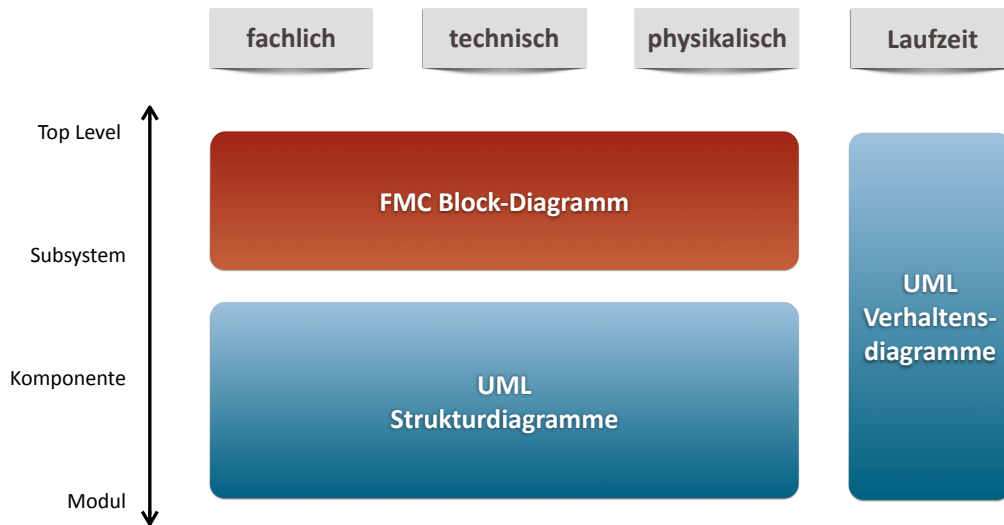 fachlich
technisch
physikalisch
Laufzeit
Top Level
Subsystem
Komponente
Modul
FMC Block-Diagramm
UML
Strukturdiagramme
UML
Verhaltens-
diagramme